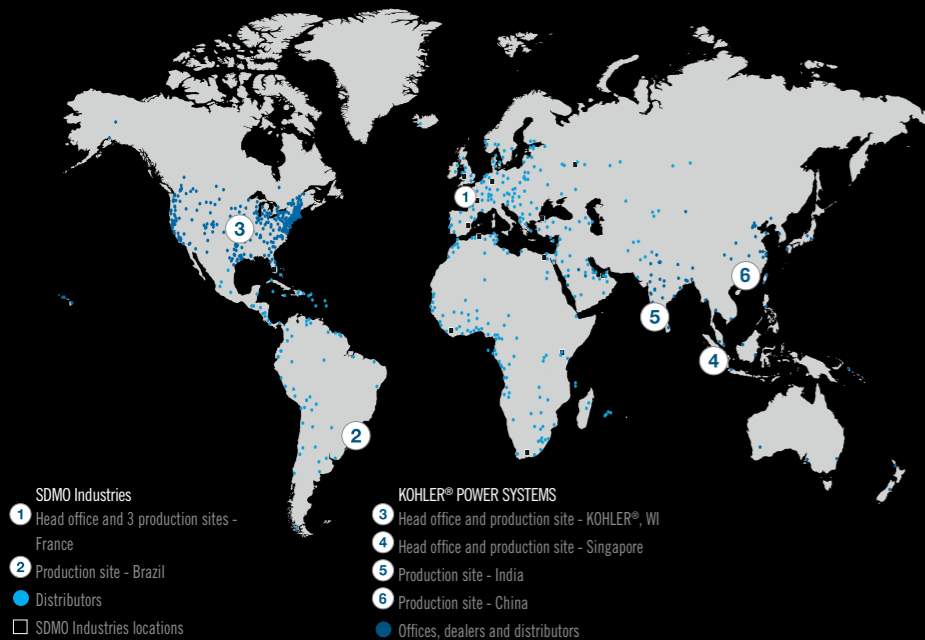 1
2
3
4
5
6
SDMO Industries
1 Head office and 3 production sites -
France
2 Production site - Brazil
Distributors
SDMO Industries locations
KOHLER® POWER SYSTEMS
3 Head office and production site - KOHLER®, WI
4 Head office and production site - Singapore
5 Production site - India
6 Production site - China
Offices, dealers and distributors